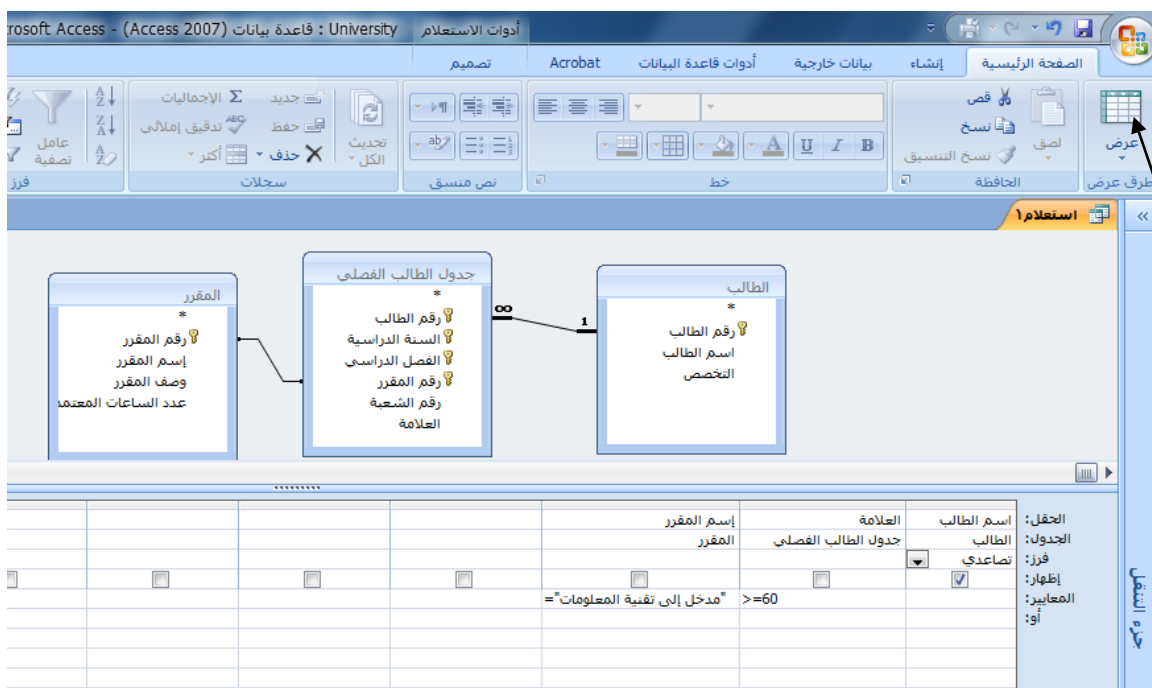 أدوات الاستعلام University : قاعدة بيانات (Access 2007) - rosoft Access
الصفحة الرئيسية إنشاء بيانات خارجية أدوات قاعدة البيانات Acrobat تصميم
عرض لصق قص نسخ نسخ التنسيق
B I U A
تحديث الكل جديد حفظ حذف Σ الإجماليات تدقيق إملائي أكثر
عامل تصفية
طرق عرض الحافظة خط نص منسق سجلات فرز
استعلام١
الطالب
*
رقم الطالب
اسم الطالب
التخصص
1 ∞
جدول الطالب الفصلي
*
رقم الطالب
السنة الدراسية
الفصل الدراسي
رقم المقرر
رقم الشعبة
العلامة
المقرر
*
رقم المقرر
إسم المقرر
وصف المقرر
عدد الساعات المعتمد
الحقل: اسم الطالب العلامة إسم المقرر
الجدول: الطالب جدول الطالب الفصلي المقرر
فرز: تصاعدي
إظهار:
المعايير: >=60 ="مدخل إلى تقنية المعلومات"
أو:
جزء التنقل